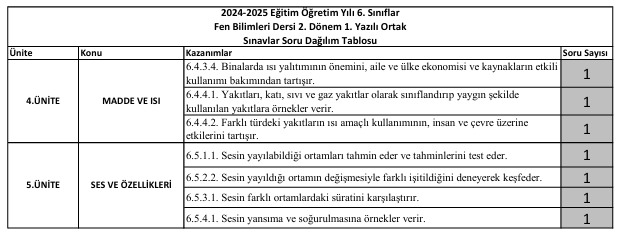 2024-2025 Eğitim Öğretim Yılı 6. Sınıflar
Fen Bilimleri Dersi 2. Dönem 1. Yazılı Ortak
Sınavlar Soru Dağılım Tablosu
Ünite Konu Kazanımlar Soru Sayısı
4.ÜNİTE MADDE VE ISI
6.4.3.4. Binalarda ısı yalıtımının önemini, aile ve ülke ekonomisi ve kaynakların etkili
kullanımı bakımından tartışır. 1
6.4.4.1. Yakıtları, katı, sıvı ve gaz yakıtlar olarak sınıflandırıp yaygın şekilde
kullanılan yakıtlara örnekler verir. 1
6.4.4.2. Farklı türdeki yakıtların ısı amaçlı kullanımının, insan ve çevre üzerine
etkilerini tartışır. 1
5.ÜNİTE SES VE ÖZELLİKLERİ
6.5.1.1. Sesin yayılabildiği ortamları tahmin eder ve tahminlerini test eder. 1
6.5.2.2. Sesin yayıldığı ortamın değişmesiyle farklı işitildiğini deneyerek keşfeder. 1
6.5.3.1. Sesin farklı ortamlardaki süratini karşılaştırır. 1
6.5.4.1. Sesin yansıma ve soğurulmasına örnekler verir. 1